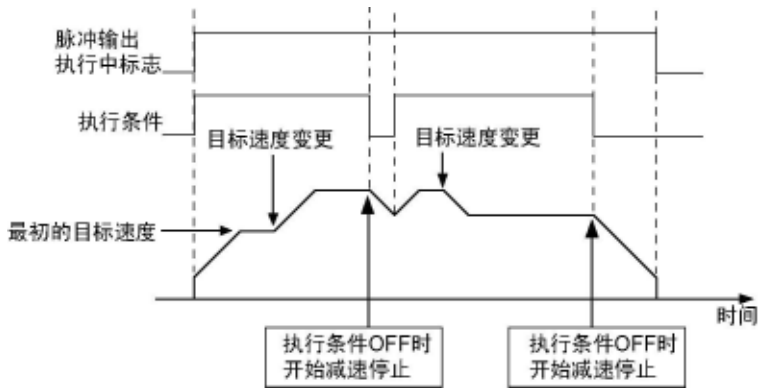 脉冲输出
执行中标志
执行条件
目标速度变更
目标速度变更
最初的目标速度
时间
执行条件OFF时
开始减速停止
执行条件OFF时
开始减速停止